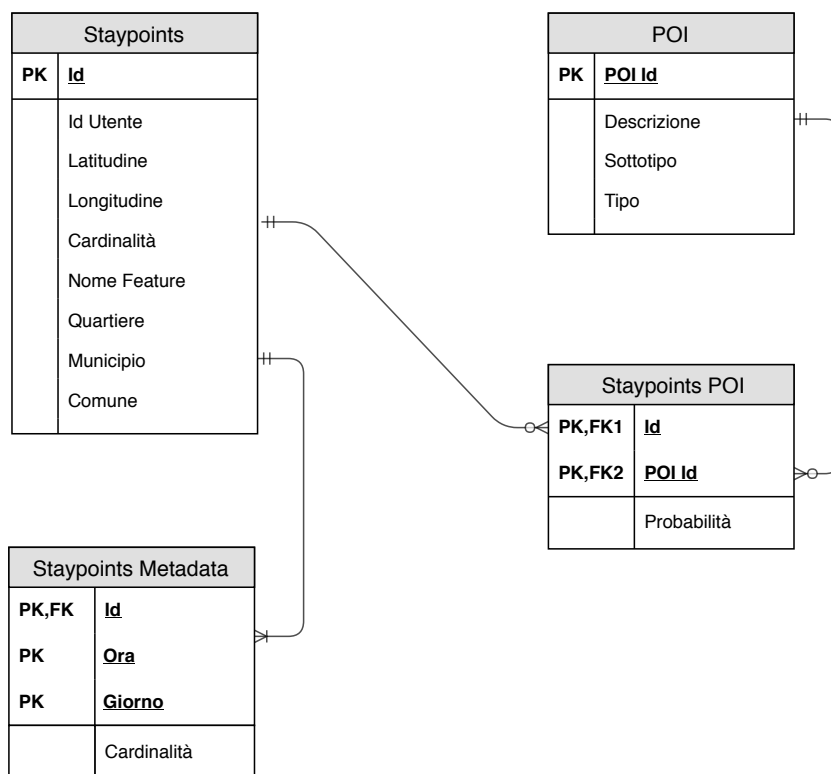 Staypoints
PK Id
Id Utente
Latitudine
Longitudine
Cardinalità
Nome Feature
Quartiere
Municipio
Comune
POI
PK POI Id
Descrizione
Sottotipo
Tipo
Staypoints POI
PK,FK1 Id
PK,FK2 POI Id
Probabilità
Staypoints Metadata
PK,FK Id
PK Ora
PK Giorno
Cardinalità